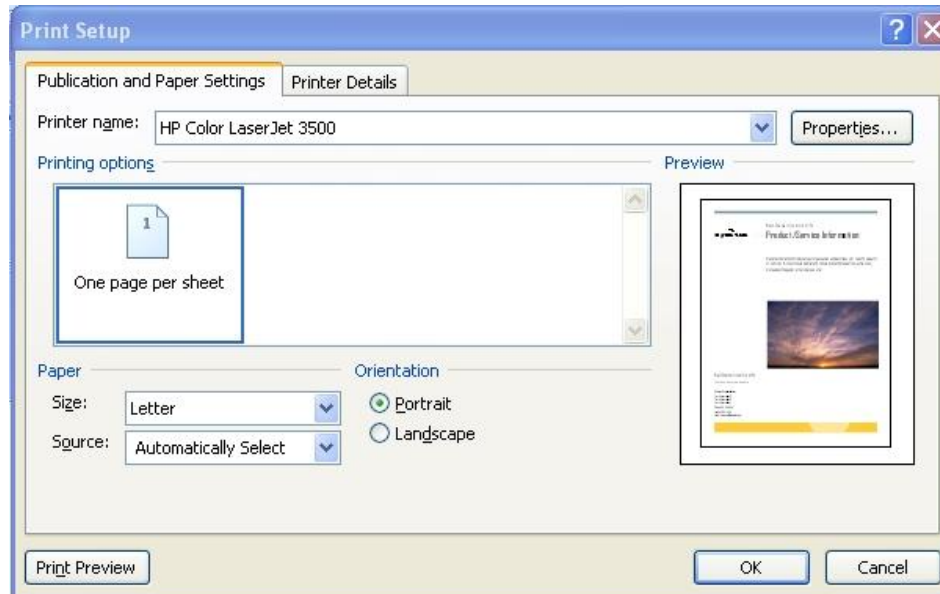 Print Setup
Publication and Paper Settings Printer Details
Printer name: HP Color LaserJet 3500 Properties...
Printing options Preview
1
One page per sheet
Product/Service Information
Paper Orientation
Size: Letter Portrait
Source: Automatically Select Landscape
Print Preview OK Cancel